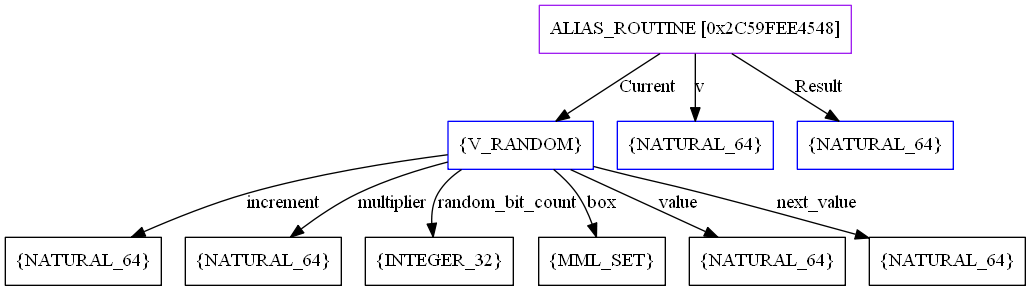 ALIAS_ROUTINE [0x2C59FEE4548]
Current
v
Result
{V_RANDOM}
{NATURAL_64}
{NATURAL_64}
increment
multiplier
random_bit_count
box
value
next_value
{NATURAL_64}
{NATURAL_64}
{INTEGER_32}
{MML_SET}
{NATURAL_64}
{NATURAL_64}